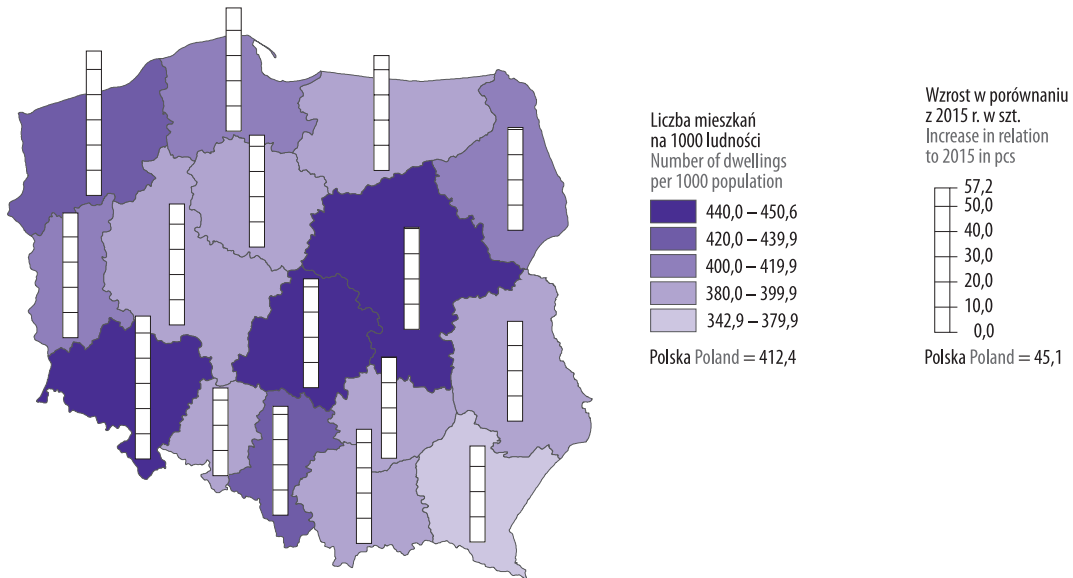 Liczba mieszkań
na 1000 ludności
Number of dwellings
per 1000 population
440,0 – 450,6
420,0 – 439,9
400,0 – 419,9
380,0 – 399,9
342,9 – 379,9
Polska Poland = 412,4
Wzrost w porównaniu
z 2015 r. w szt.
Increase in relation
to 2015 in pcs
57,2
50,0
40,0
30,0
20,0
10,0
0,0
Polska Poland = 45,1